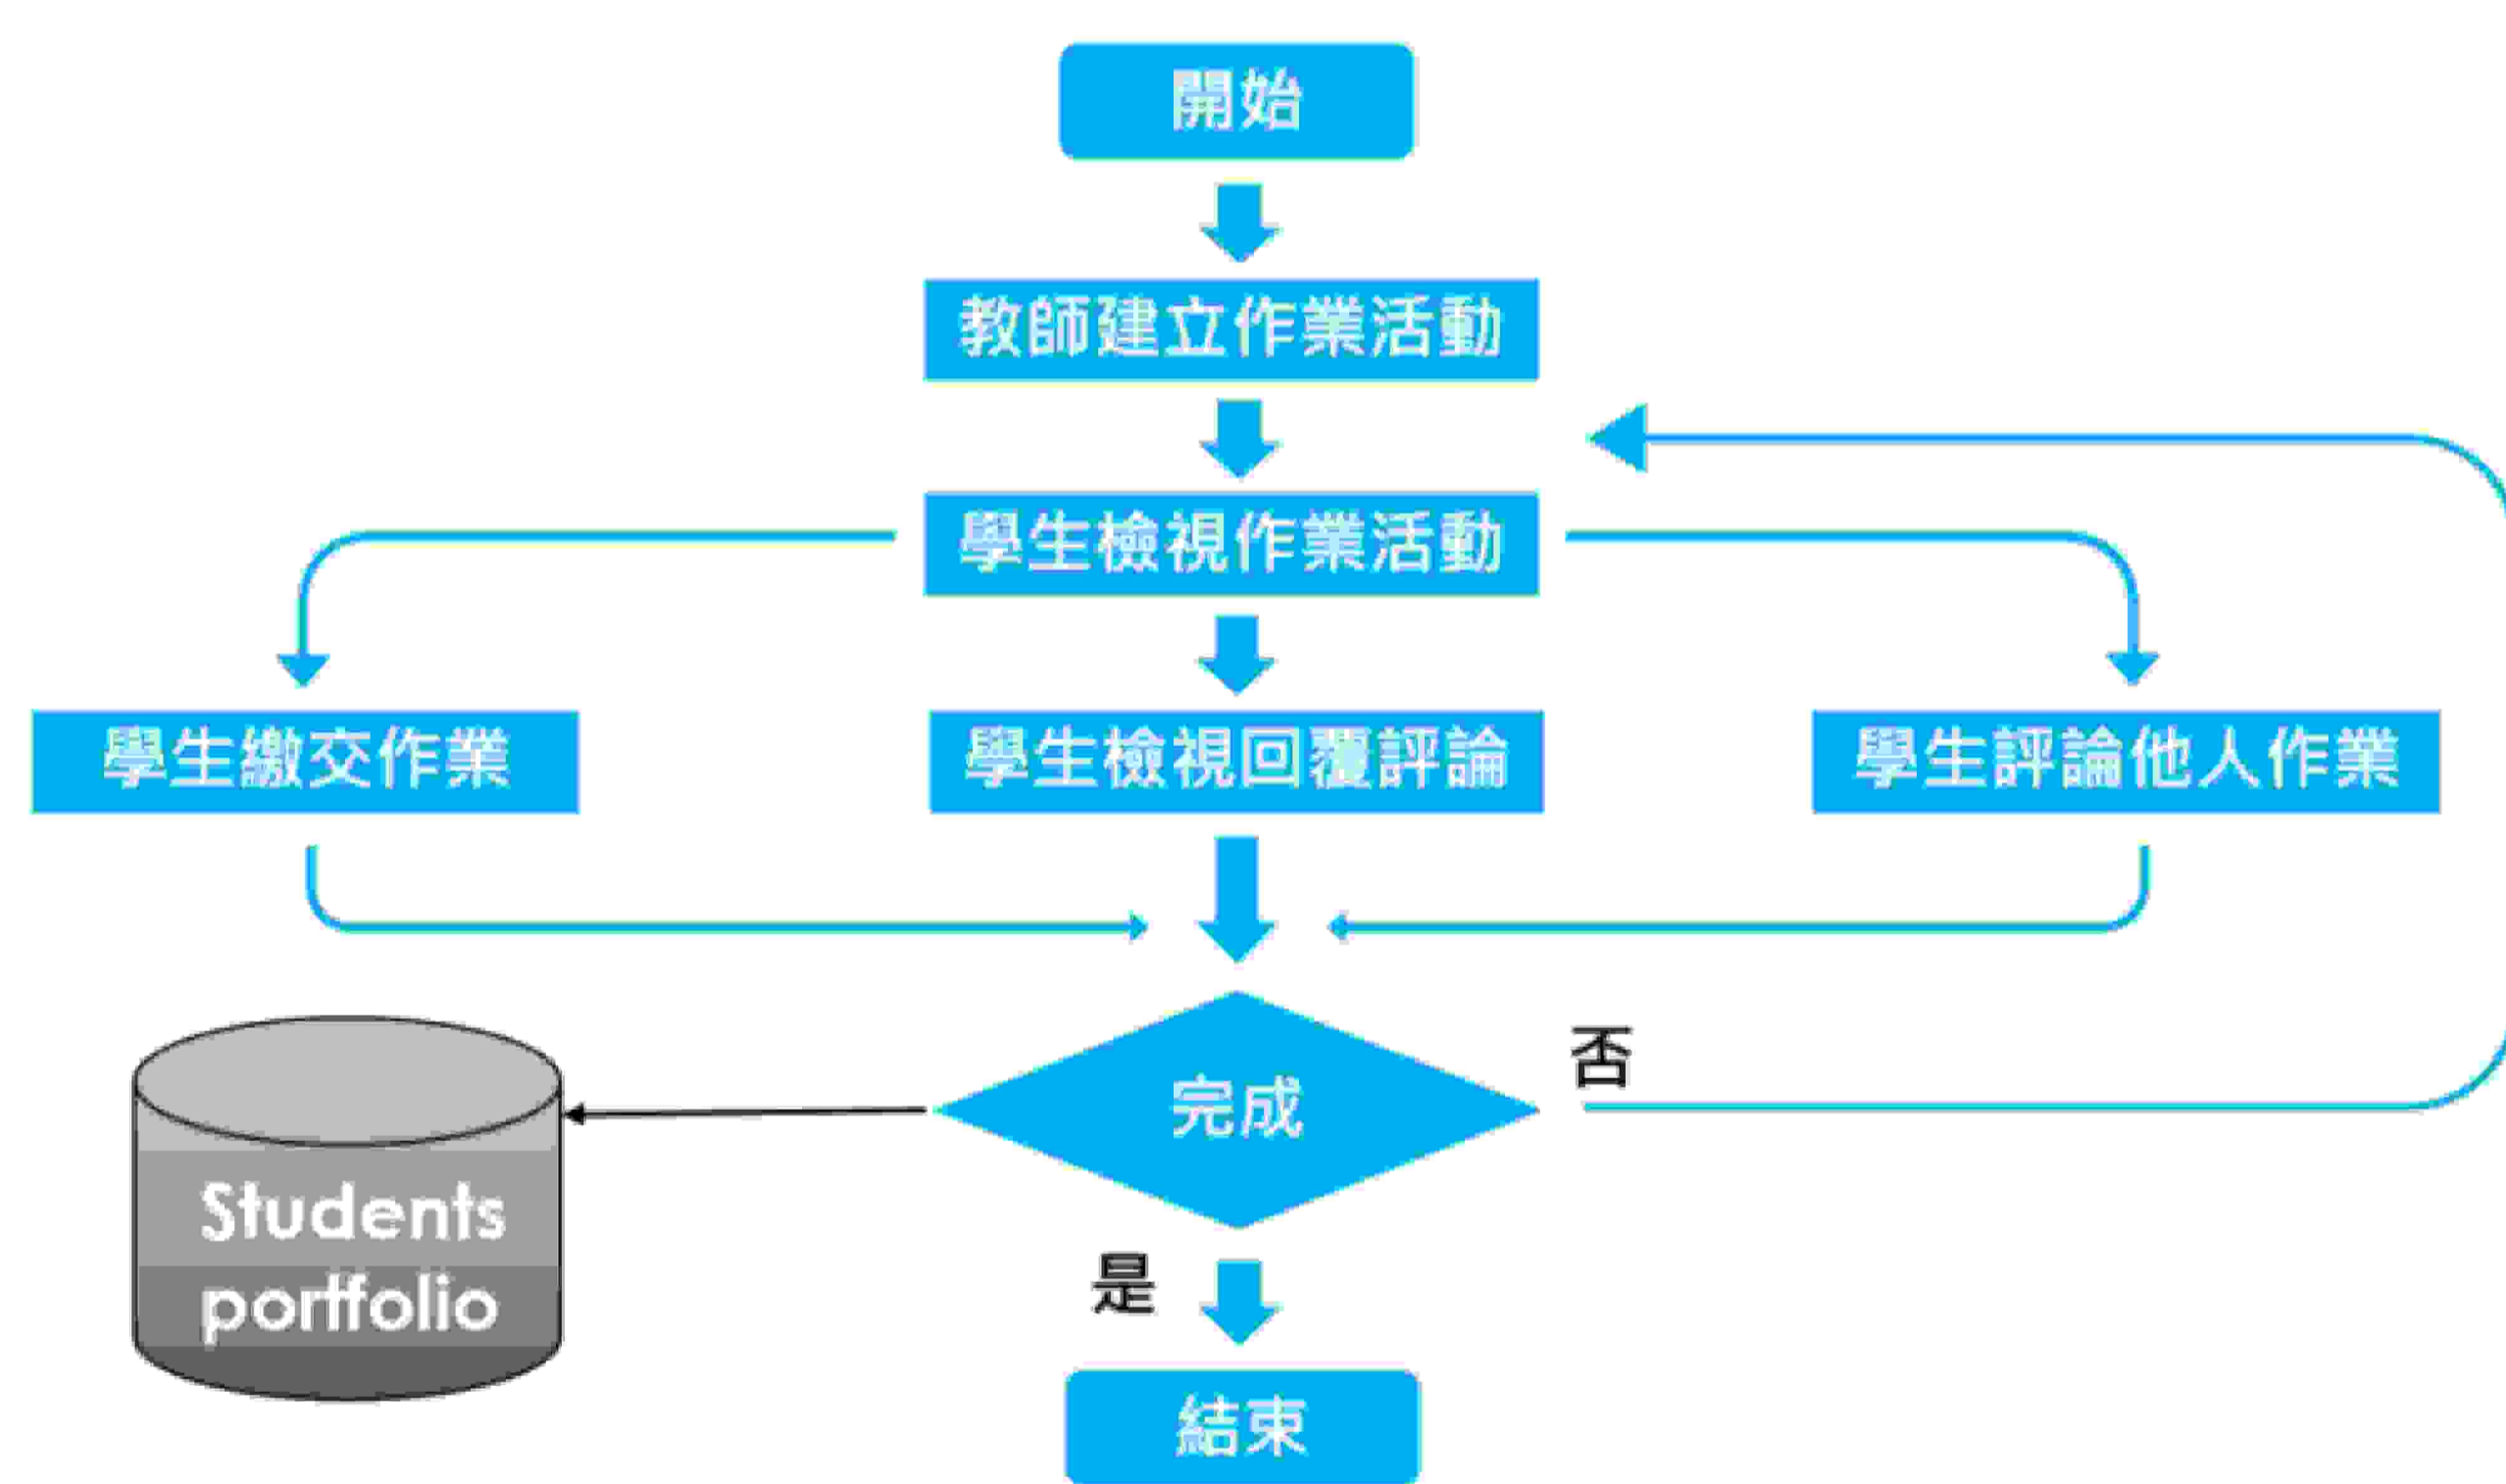 開始
教師建立作業活動
學生檢視作業活動
學生繳交作業
學生檢視回覆評論
學生評論他人作業
完成
否
Students
portfolio
是
結束